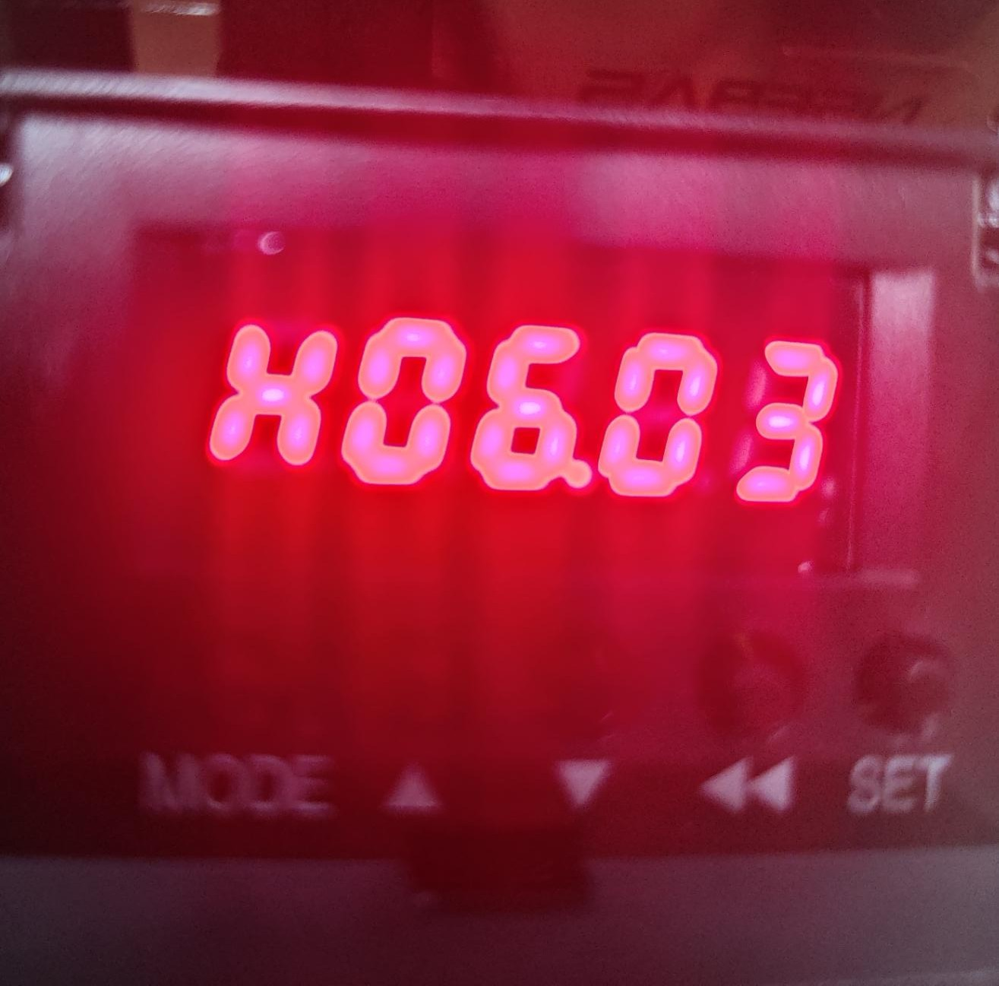 H06.03
MODE ▲ ▼ ◀◀ SET